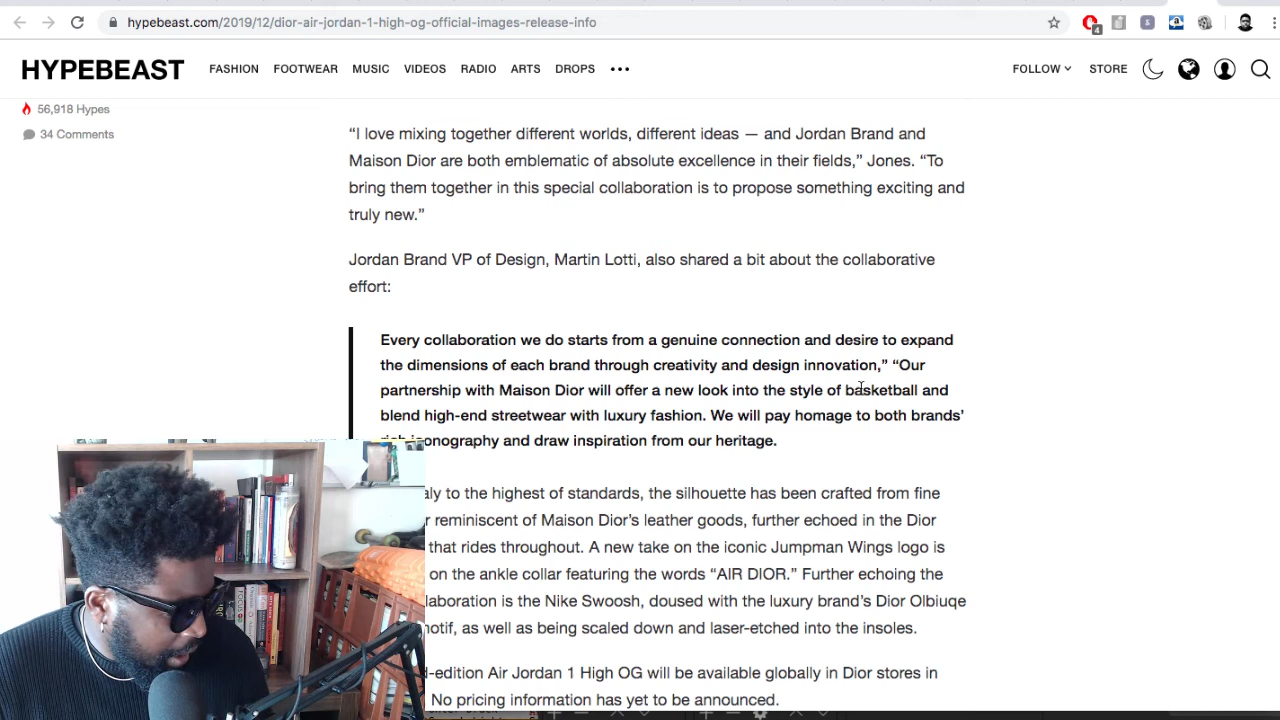 hypebeast.com/2019/12/dior-air-jordan-1-high-og-official-images-release-info
4
HYPEBEAST
FASHION FOOTWEAR MUSIC VIDEOS RADIO ARTS DROPS •••
FOLLOW STORE
56,918 Hypes
34 Comments
“I love mixing together different worlds, different ideas — and Jordan Brand and
Maison Dior are both emblematic of absolute excellence in their fields,” Jones. “To
bring them together in this special collaboration is to propose something exciting and
truly new.”
Jordan Brand VP of Design, Martin Lotti, also shared a bit about the collaborative
effort:
Every collaboration we do starts from a genuine connection and desire to expand
the dimensions of each brand through creativity and design innovation,” “Our
partnership with Maison Dior will offer a new look into the style of basketball and
blend high-end streetwear with luxury fashion. We will pay homage to both brands’
rich iconography and draw inspiration from our heritage.
aly to the highest of standards, the silhouette has been crafted from fine
r reminiscent of Maison Dior’s leather goods, further echoed in the Dior
that rides throughout. A new take on the iconic Jumpman Wings logo is
on the ankle collar featuring the words “AIR DIOR.” Further echoing the
laboration is the Nike Swoosh, doused with the luxury brand’s Dior Olbiuqe
notif, as well as being scaled down and laser-etched into the insoles.
d-edition Air Jordan 1 High OG will be available globally in Dior stores in
No pricing information has yet to be announced.